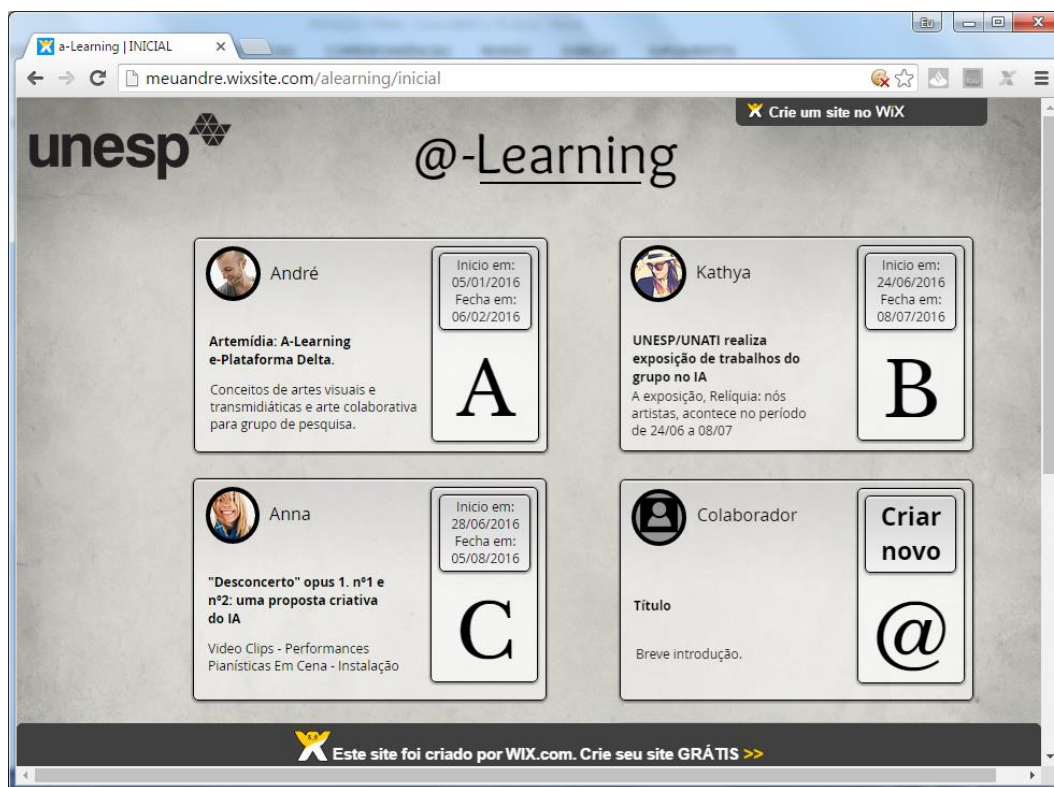 Eu
a-Learning | INICIAL
meuandre.wixsite.com/alearning/inicial
Crie um site no WiX
unesp
@-Learning
André
Inicio em:
05/01/2016
Fecha em:
06/02/2016
Artemídia: A-Learning
e-Plataforma Delta.
Conceitos de artes visuais e
transmidiáticas e arte colaborativa
para grupo de pesquisa.
A
Kathya
Inicio em:
24/06/2016
Fecha em:
08/07/2016
UNESP/UNATI realiza
exposição de trabalhos do
grupo no IA
A exposição, Relíquia: nós
artistas, acontece no período
de 24/06 a 08/07
B
Anna
Inicio em:
28/06/2016
Fecha em:
05/08/2016
"Desconcerto" opus 1. nº1 e
nº2: uma proposta criativa
do IA
Video Clips - Performances
Pianísticas Em Cena - Instalação
C
Colaborador
Criar
novo
Título
Breve introdução.
@
Este site foi criado por WIX.com. Crie seu site GRÁTIS >>